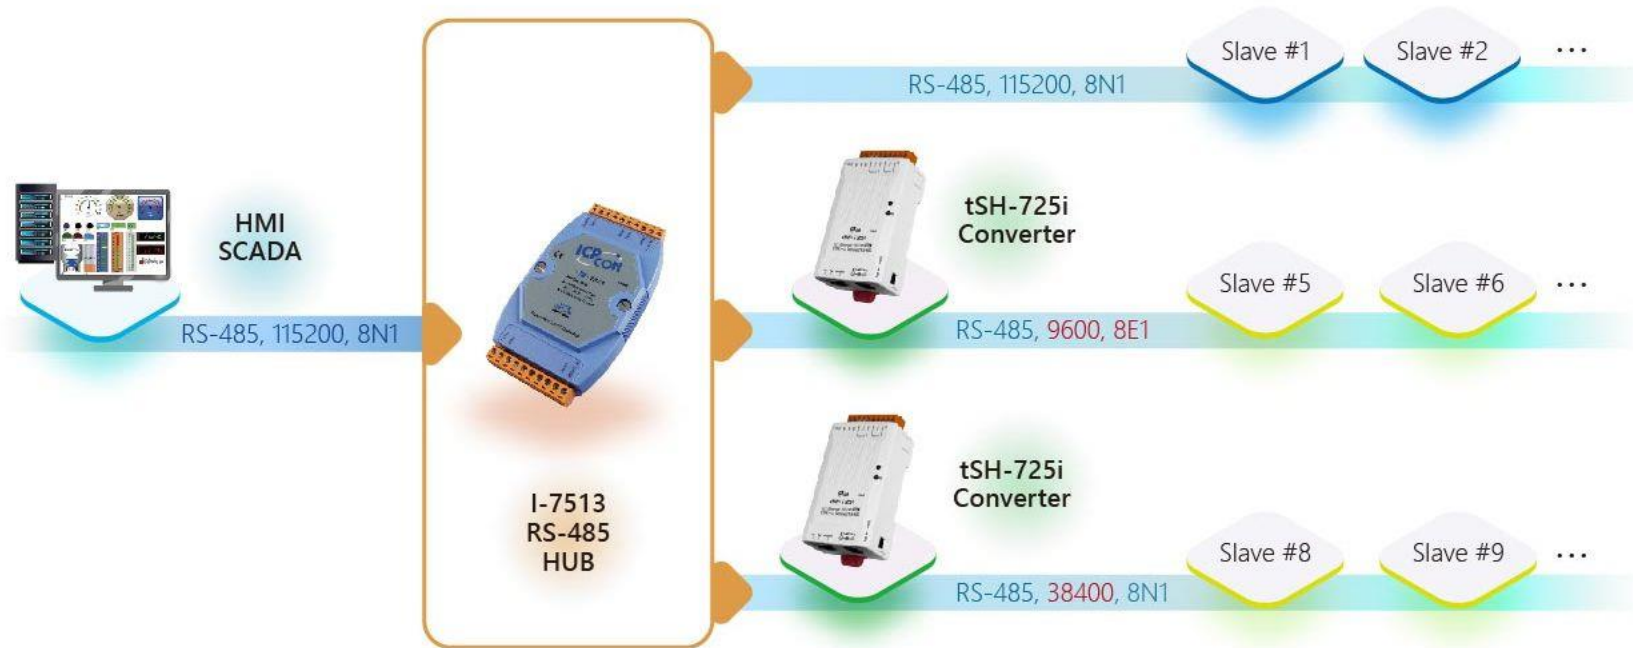 HMI
SCADA
RS-485, 115200, 8N1
ICP
CON
I-7513
RS-485
HUB
RS-485, 115200, 8N1
Slave #1
Slave #2
...
tSH-725i
Converter
RS-485, 9600, 8E1
Slave #5
Slave #6
...
tSH-725i
Converter
RS-485, 38400, 8N1
Slave #8
Slave #9
...